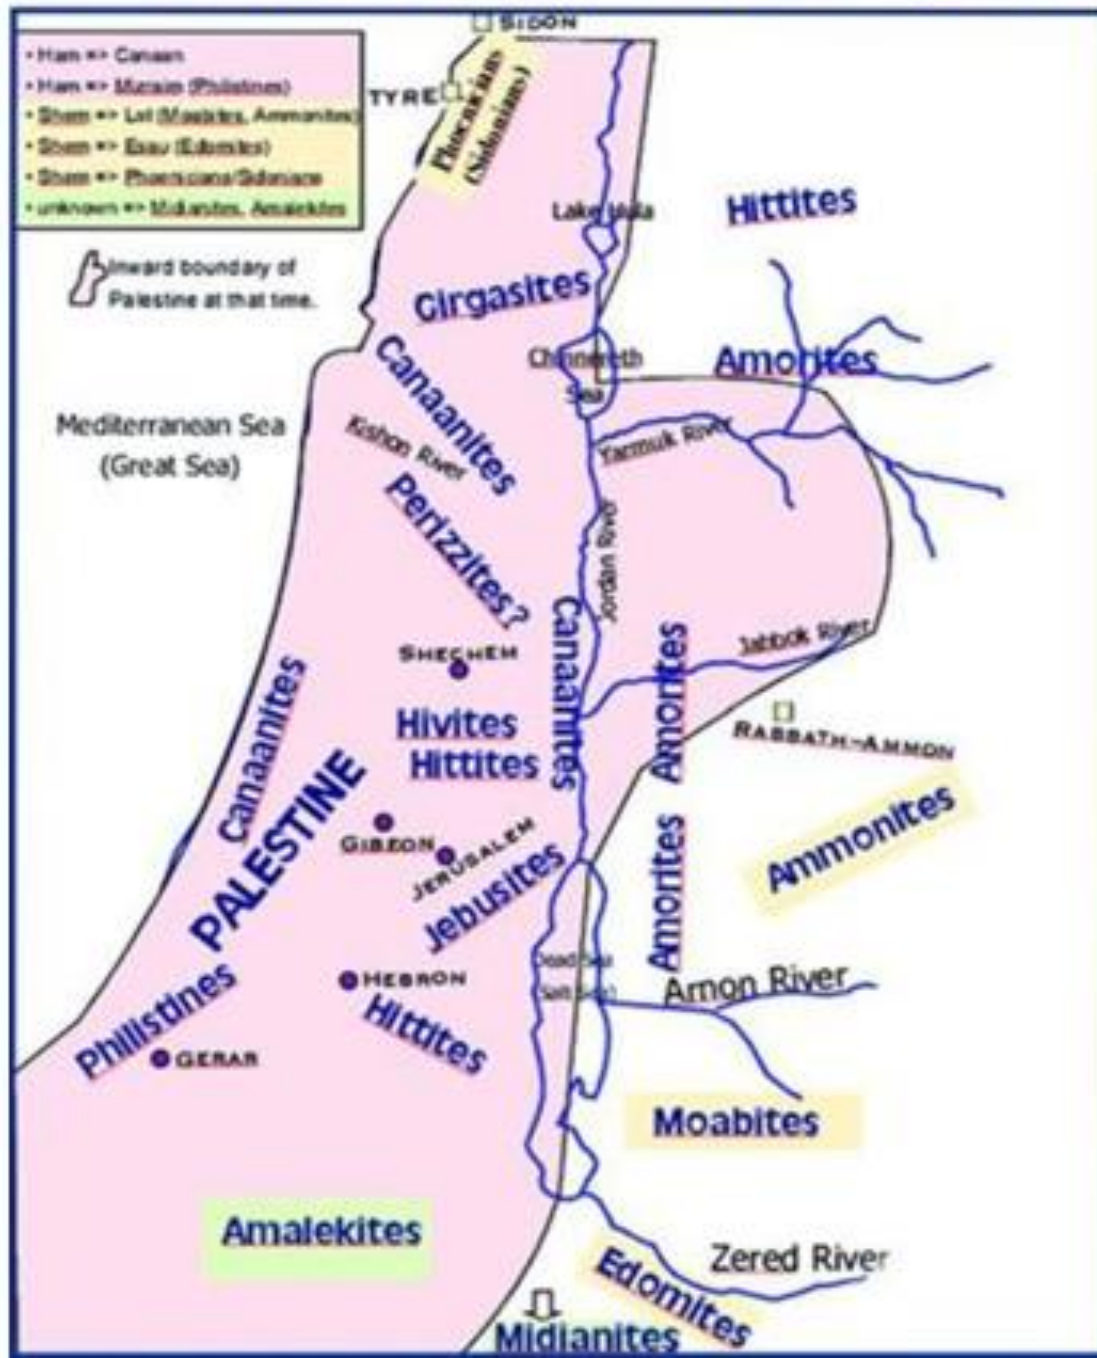 SIDON
• Ham => Canaan
• Ham => Mizraim (Philistines)
• Shem => Lot (Moabites, Ammonites)
• Shem => Esau (Edomites)
• Shem => Phoenicians/Sidonians
• unknown => Midianites, Amalekites
TYRE
Phoenicians
(Sidonians)
Inward boundary of
Palestine at that time.
Lake Hula
Hittites
Girgasites
Chinnereth
Sea
Amorites
Canaanites
Mediterranean Sea
(Great Sea)
Kishon River
Yarmuk River
Perizzites?
Jordan River
Canaanites
SHECHEM
Jabbok River
Amorites
Canaanites
Hivites
Hittites
RABBATH-AMMON
PALESTINE
GIBEON
JERUSALEM
Jebusites
Amorites
Ammonites
Dead Sea
(Salt Sea)
Arnon River
HEBRON
Philistines
Hittites
GERAR
Moabites
Amalekites
Zered River
Edomites
Midianites